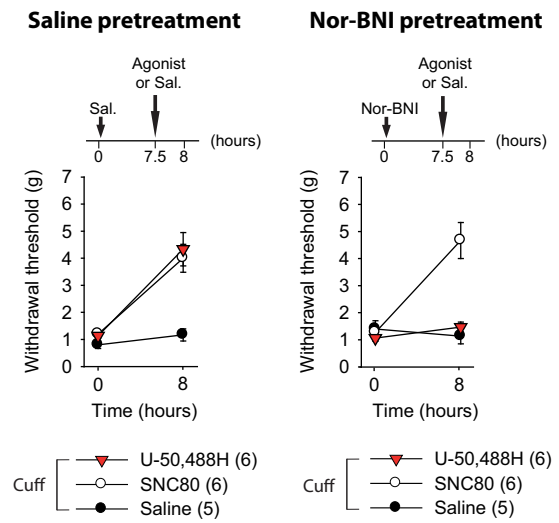 Saline pretreatment
Agonist
or Sal.
Sal.
(hours)
0 7.5 8
Withdrawal threshold (g)
7
6
5
4
3
2
1
0
0 8
Time (hours)
Cuff
U-50,488H (6)
SNC80 (6)
Saline (5)
Nor-BNI pretreatment
Agonist
or Sal.
Nor-BNI
(hours)
0 7.5 8
Withdrawal threshold (g)
7
6
5
4
3
2
1
0
0 8
Time (hours)
Cuff
U-50,488H (6)
SNC80 (6)
Saline (5)